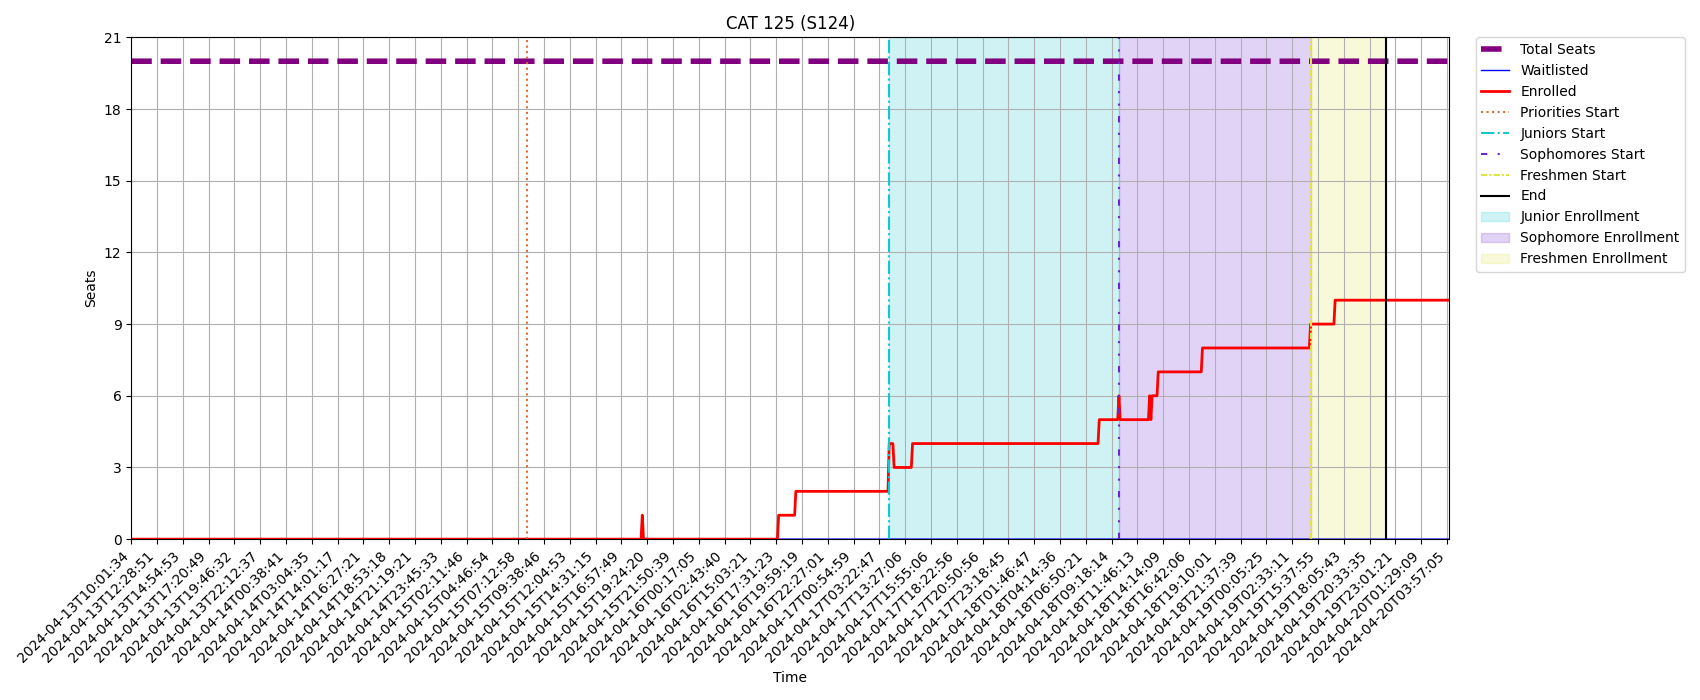 CAT 125 (S124)
21
18
15
12
9
6
3
0
Seats
2024-04-13T10:01:34
2024-04-13T12:28:51
2024-04-13T14:54:53
2024-04-13T17:20:49
2024-04-13T19:46:32
2024-04-13T22:12:37
2024-04-14T00:38:41
2024-04-14T03:04:35
2024-04-14T14:01:17
2024-04-14T16:27:21
2024-04-14T18:53:18
2024-04-14T21:19:21
2024-04-14T23:45:33
2024-04-15T02:11:46
2024-04-15T04:46:54
2024-04-15T07:12:58
2024-04-15T09:38:46
2024-04-15T12:04:53
2024-04-15T14:31:15
2024-04-15T16:57:49
2024-04-15T19:24:20
2024-04-15T21:50:39
2024-04-16T00:17:05
2024-04-16T02:43:40
2024-04-16T15:03:21
2024-04-16T17:31:23
2024-04-16T19:59:19
2024-04-16T22:27:01
2024-04-17T00:54:59
2024-04-17T03:22:47
2024-04-17T13:27:06
2024-04-17T15:55:06
2024-04-17T18:22:56
2024-04-17T20:50:56
2024-04-17T23:18:45
2024-04-18T01:46:47
2024-04-18T04:14:36
2024-04-18T06:50:21
2024-04-18T09:18:14
2024-04-18T11:46:13
2024-04-18T14:14:09
2024-04-18T16:42:06
2024-04-18T19:10:01
2024-04-18T21:37:39
2024-04-19T00:05:25
2024-04-19T02:33:11
2024-04-19T15:37:55
2024-04-19T18:05:43
2024-04-19T20:33:35
2024-04-19T23:01:21
2024-04-20T01:29:09
2024-04-20T03:57:05
Time
Total Seats
Waitlisted
Enrolled
Priorities Start
Juniors Start
Sophomores Start
Freshmen Start
End
Junior Enrollment
Sophomore Enrollment
Freshmen Enrollment